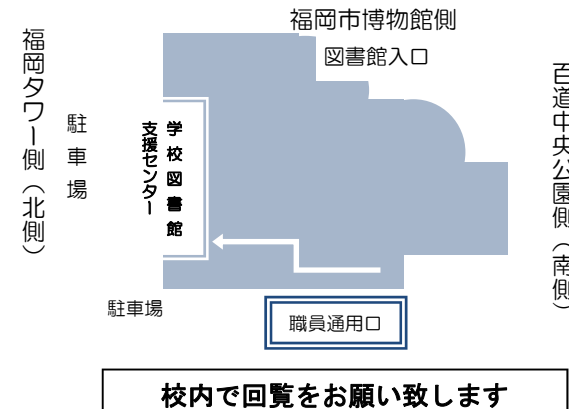 福岡市博物館側
図書館入口
福岡タワー側（北側）
駐車場
学校図書館
支援センター
百道中央公園側（南側）
駐車場
職員通用口
校内で回覧をお願い致します